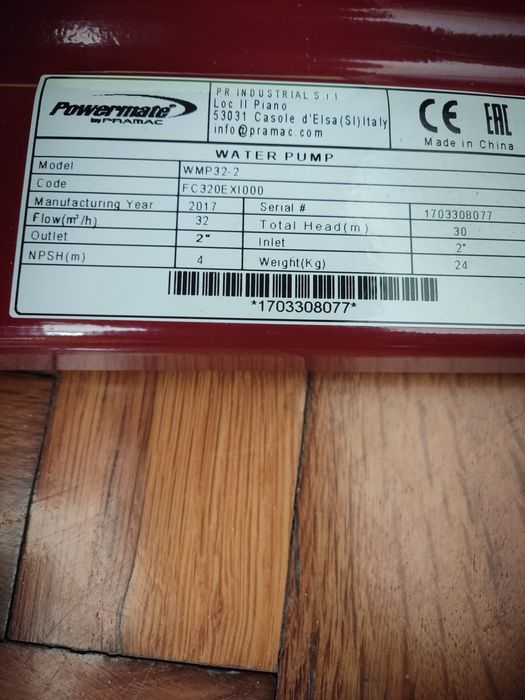 Powermate
by PRAMAC
PR INDUSTRIAL S.r.l
Loc Il Piano
53031 Casole d'Elsa(SI)Italy
info@pramac.com
CE EAC
Made in China
WATER PUMP
Model WMP32-2
Code FC320EXI000
Manufacturing Year 2017 Serial # 1703308077
Flow(m³/h) 32 Total Head(m) 30
Outlet 2" Inlet 2"
NPSH(m) 4 Weight(Kg) 24
*1703308077*